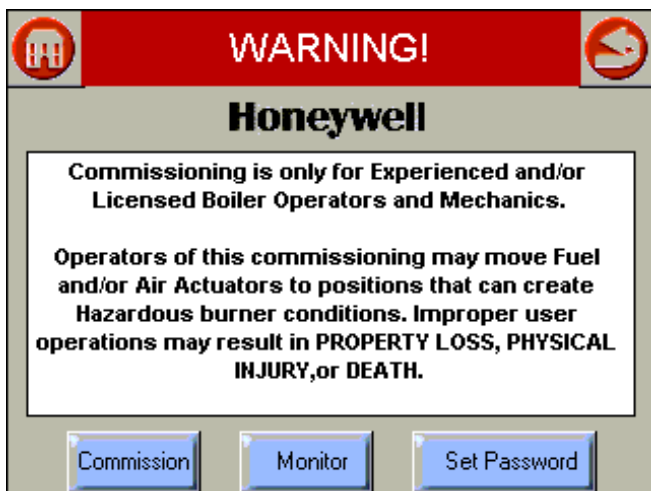 WARNING!
Honeywell
Commissioning is only for Experienced and/or
Licensed Boiler Operators and Mechanics.
Operators of this commissioning may move Fuel
and/or Air Actuators to positions that can create
Hazardous burner conditions. Improper user
operations may result in PROPERTY LOSS, PHYSICAL
INJURY,or DEATH.
Commission
Monitor
Set Password